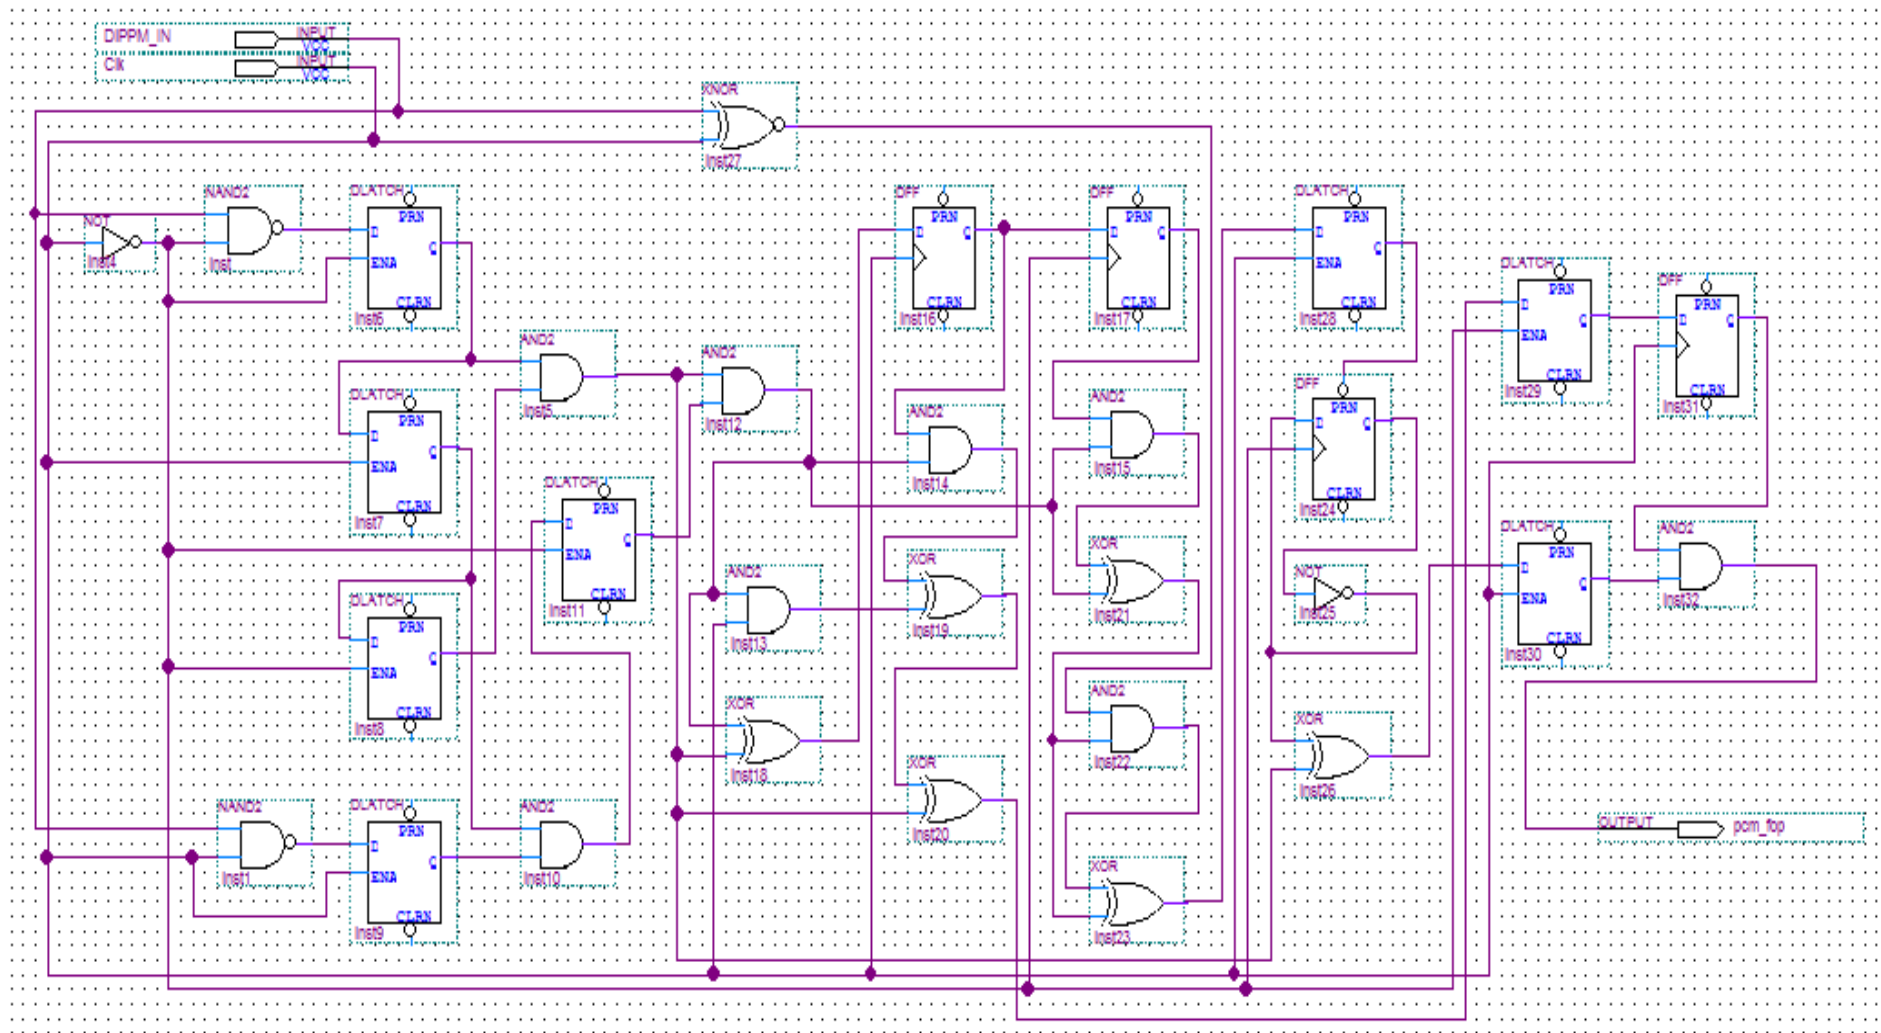 DIPPM_IN INPUT
VCC
Clk INPUT
VCC
XNOR
inst27
NAND2
inst
NOT
inst4
DLATCH
PRN
D Q
ENA
CLRN
inst6
DFF
PRN
D Q
CLRN
inst16
DFF
PRN
D Q
CLRN
inst17
DLATCH
PRN
D Q
ENA
CLRN
inst28
DLATCH
PRN
D Q
ENA
CLRN
inst29
DFF
PRN
D Q
CLRN
inst31
AND2
inst5
AND2
inst12
DLATCH
PRN
D Q
ENA
CLRN
inst7
AND2
inst14
AND2
inst15
DFF
PRN
D Q
CLRN
inst24
DLATCH
PRN
D Q
ENA
CLRN
inst11
DLATCH
PRN
D Q
ENA
CLRN
inst30
AND2
inst32
AND2
inst13
XOR
inst19
XOR
inst21
NOT
inst25
DLATCH
PRN
D Q
ENA
CLRN
inst8
XOR
inst18
XOR
inst20
AND2
inst22
XOR
inst26
NAND2
inst1
DLATCH
PRN
D Q
ENA
CLRN
inst9
AND2
inst10
XOR
inst23
OUTPUT pcm_fop